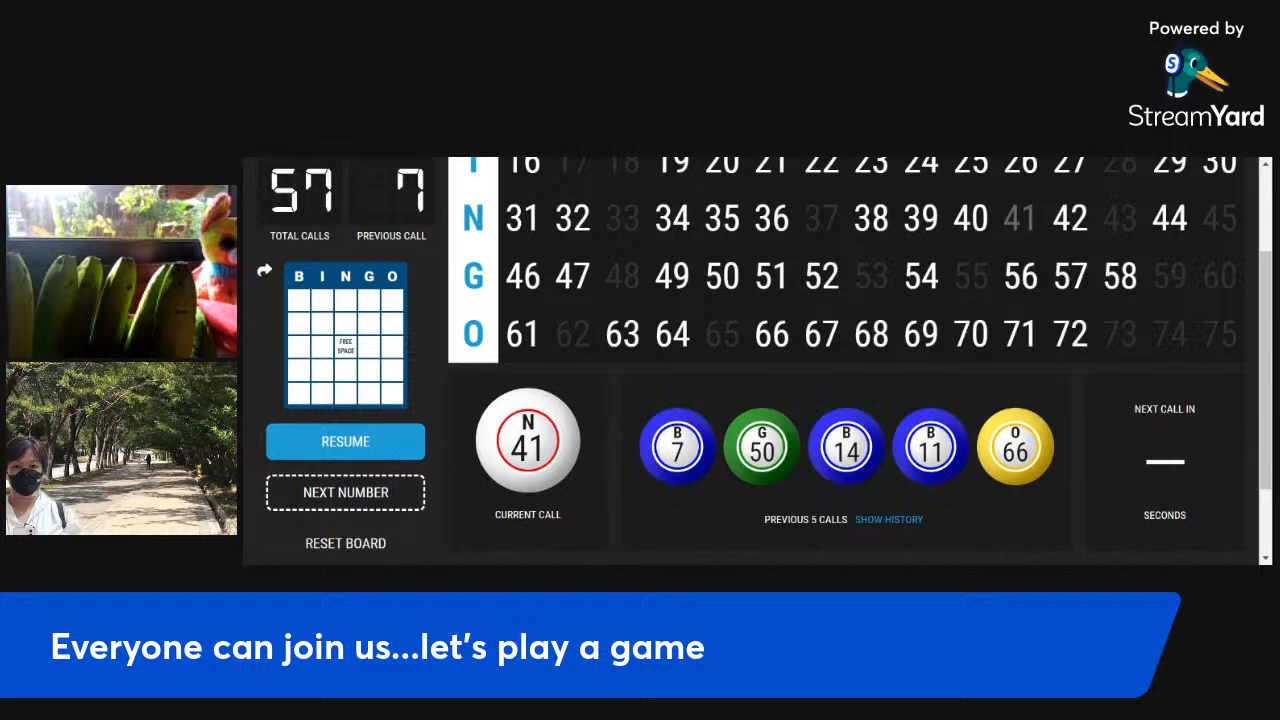 Powered by
S
StreamYard
I 16 17 18 19 20 21 22 23 24 25 26 27 28 29 30
57 7
TOTAL CALLS PREVIOUS CALL
N 31 32 33 34 35 36 37 38 39 40 41 42 43 44 45
B I N G O
FREE
SPACE
G 46 47 48 49 50 51 52 53 54 55 56 57 58 59 60
O 61 62 63 64 65 66 67 68 69 70 71 72 73 74 75
RESUME
NEXT NUMBER
RESET BOARD
N
41
CURRENT CALL
B
7
G
50
B
14
B
11
O
66
PREVIOUS 5 CALLS SHOW HISTORY
NEXT CALL IN
—
SECONDS
Everyone can join us...let's play a game